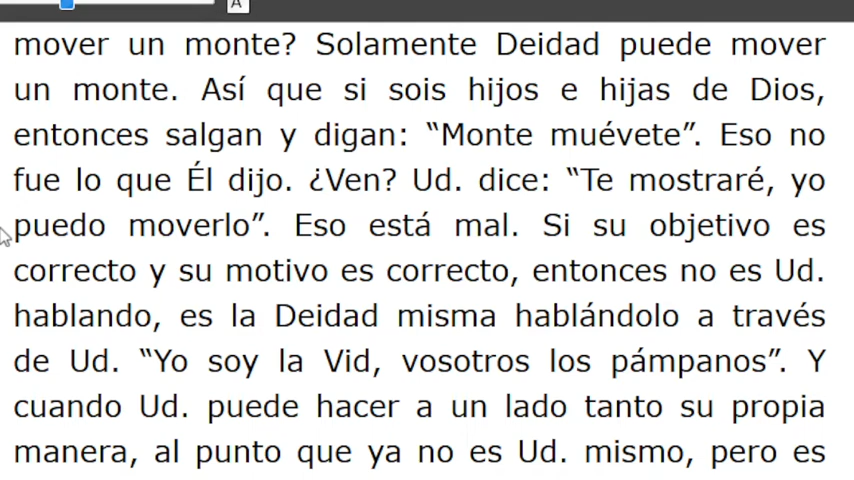 A
mover un monte? Solamente Deidad puede mover
un monte. Así que si sois hijos e hijas de Dios,
entonces salgan y digan: “Monte muévete”. Eso no
fue lo que Él dijo. ¿Ven? Ud. dice: “Te mostraré, yo
puedo moverlo”. Eso está mal. Si su objetivo es
correcto y su motivo es correcto, entonces no es Ud.
hablando, es la Deidad misma hablándolo a través
de Ud. “Yo soy la Vid, vosotros los pámpanos”. Y
cuando Ud. puede hacer a un lado tanto su propia
manera, al punto que ya no es Ud. mismo, pero es